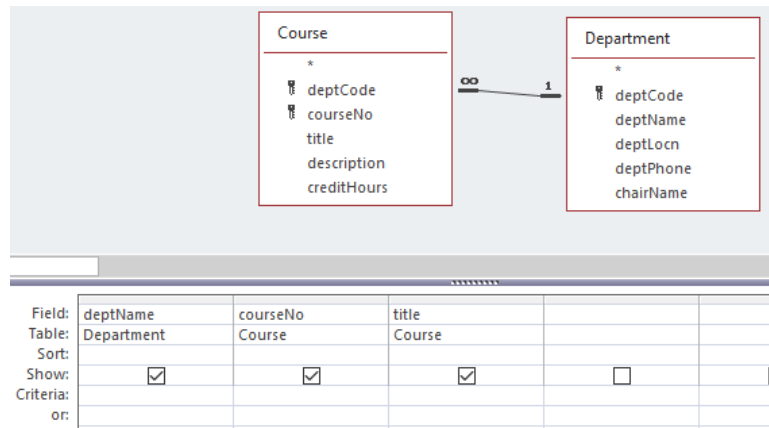 Course
*
deptCode
courseNo
title
description
creditHours
∞ 1
Department
*
deptCode
deptName
deptLocn
deptPhone
chairName
Field: deptName courseNo title
Table: Department Course Course
Sort:
Show:
Criteria:
or: